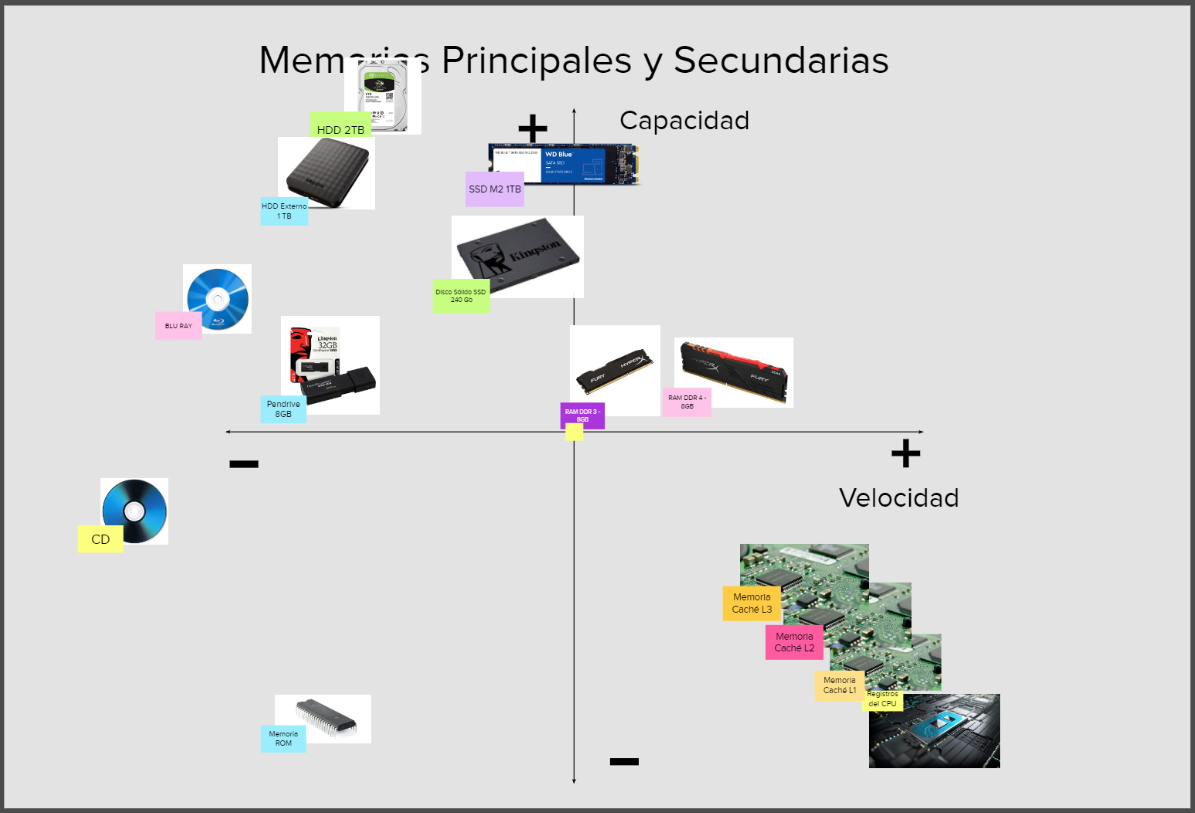 Memorias Principales y Secundarias
HDD 2TB
+
Capacidad
WD Blue
SATA SSD
SSD M2 1TB
HDD Externo
1 TB
Kingston
Disco Sólido SSD
240 Gb
BLU RAY
Kingston
32GB
Pendrive
8GB
FURY HYPERX
RAM DDR 3 -
8GB
HYPERX FURY
RAM DDR 4 -
8GB
−
+
Velocidad
CD
Memoria
Caché L3
Memoria
Caché L2
Memoria
Caché L1
Registros
del CPU
Memoria
ROM
−